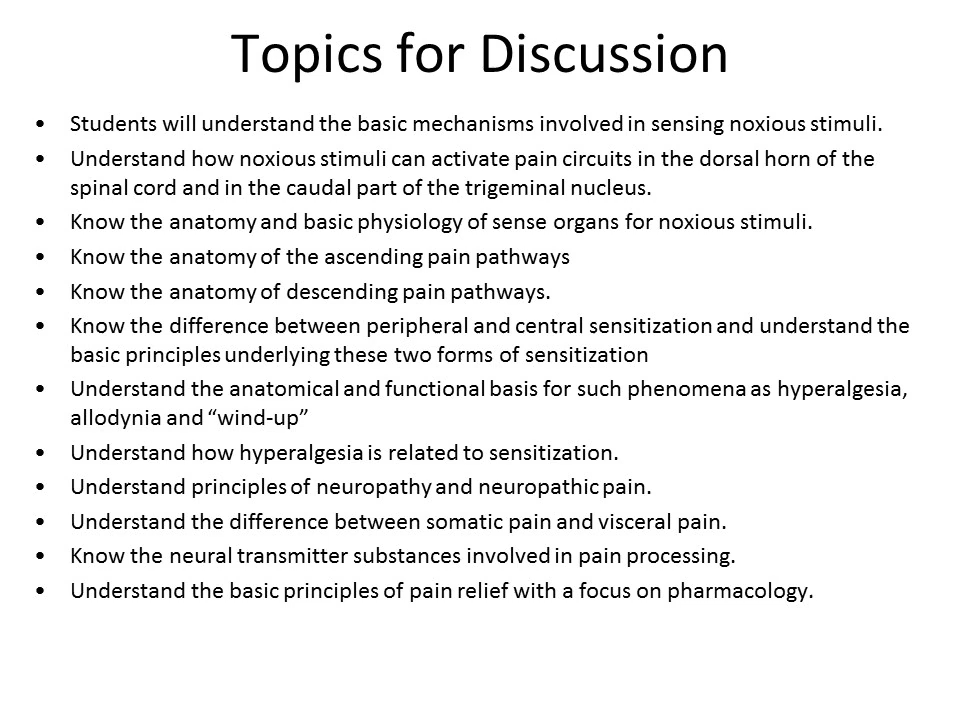 Topics for Discussion
• Students will understand the basic mechanisms involved in sensing noxious stimuli.
• Understand how noxious stimuli can activate pain circuits in the dorsal horn of the
spinal cord and in the caudal part of the trigeminal nucleus.
• Know the anatomy and basic physiology of sense organs for noxious stimuli.
• Know the anatomy of the ascending pain pathways
• Know the anatomy of descending pain pathways.
• Know the difference between peripheral and central sensitization and understand the
basic principles underlying these two forms of sensitization
• Understand the anatomical and functional basis for such phenomena as hyperalgesia,
allodynia and “wind-up”
• Understand how hyperalgesia is related to sensitization.
• Understand principles of neuropathy and neuropathic pain.
• Understand the difference between somatic pain and visceral pain.
• Know the neural transmitter substances involved in pain processing.
• Understand the basic principles of pain relief with a focus on pharmacology.